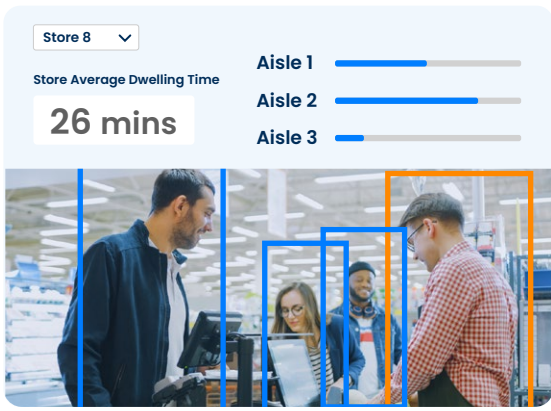 Store 8
Store Average Dwelling Time
26 mins
Aisle 1
Aisle 2
Aisle 3